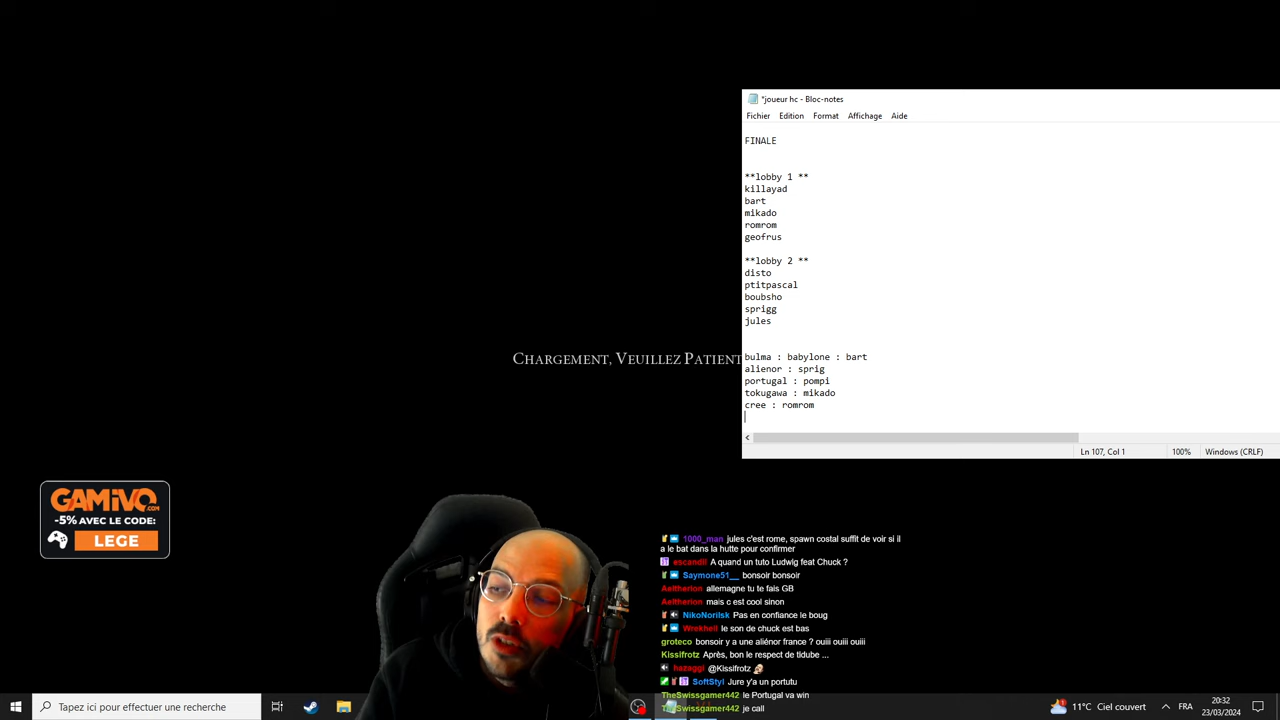 *joueur hc - Bloc-notes
Fichier Edition Format Affichage Aide
FINALE
**lobby 1 **
killayad
bart
mikado
romrom
geofrus
**lobby 2 **
disto
ptitpascal
boubsho
sprigg
jules
bulma : babylone : bart
alienor : sprig
portugal : pompi
tokugawa : mikado
cree : romrom
Ln 107, Col 1 100% Windows (CRLF)
Chargement, Veuillez Patient
GAMIVO.COM
-5% AVEC LE CODE:
LEGE
1000_man jules c'est rome, spawn costal suffit de voir si il
a le bat dans la hutte pour confirmer
escandil A quand un tuto Ludwig feat Chuck ?
Saymone51__ bonsoir bonsoir
Aeltherion allemagne tu te fais GB
Aeltherion mais c est cool sinon
NikoNorilsk Pas en confiance le boug
Wrekhell le son de chuck est bas
groteco bonsoir y a une aliénor france ? ouiii ouiii ouiii
Kissifrotz Après, bon le respect de tidube ...
hazaggi @Kissifrotz
SoftStyl Jure y'a un portutu
TheSwissgamer442 le Portugal va win
TheSwissgamer442 je call
Tapez ici pour effectuer une recherche
11°C Ciel couvert
FRA
20:32
23/03/2024